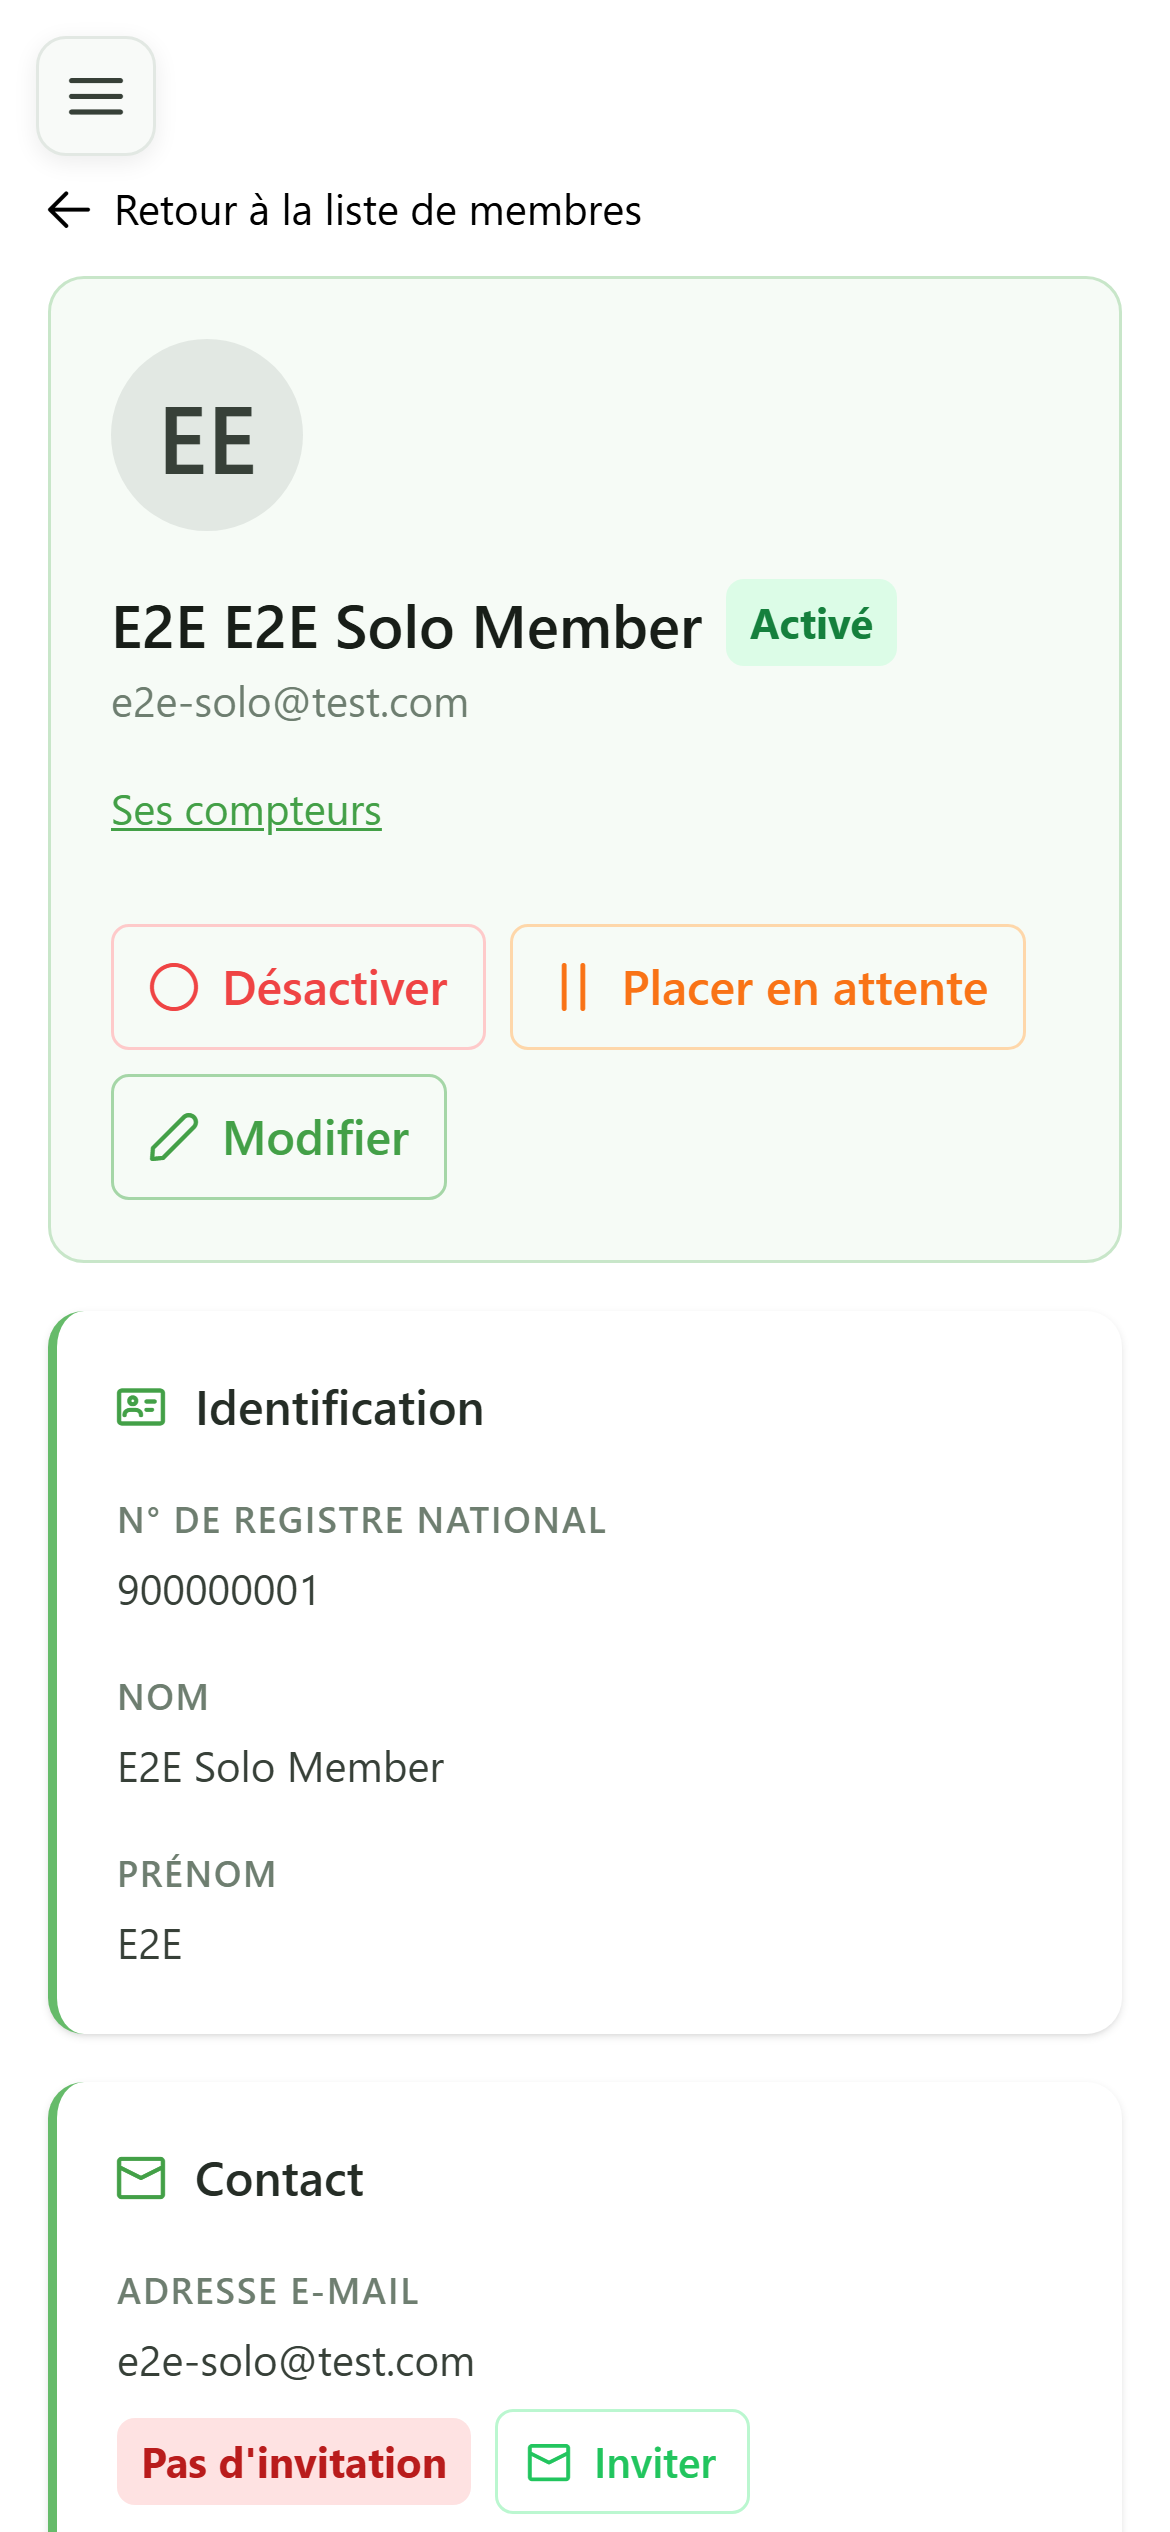 Retour à la liste de membres
EE
E2E E2E Solo Member Activé
e2e-solo@test.com
Ses compteurs
Désactiver Placer en attente
Modifier
Identification
N° DE REGISTRE NATIONAL
900000001
NOM
E2E Solo Member
PRÉNOM
E2E
Contact
ADRESSE E-MAIL
e2e-solo@test.com
Pas d'invitation Inviter